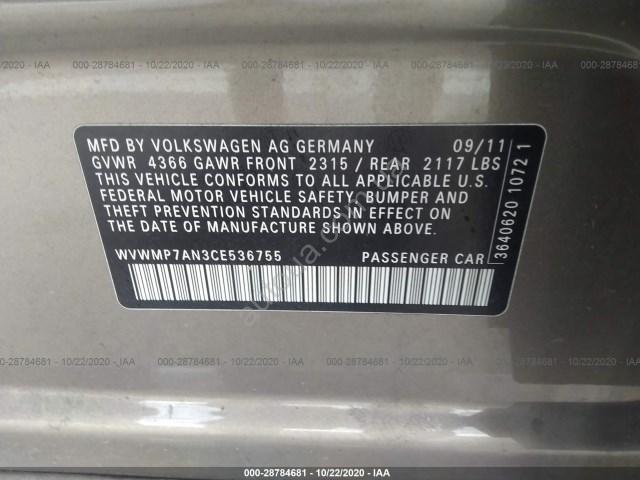 000-28784681 - 10/22/2020 - IAA
MFD BY VOLKSWAGEN AG GERMANY 09/11
GVWR 4366 GAWR FRONT 2315 / REAR 2117 LBS
THIS VEHICLE CONFORMS TO ALL APPLICABLE U.S.
FEDERAL MOTOR VEHICLE SAFETY, BUMPER AND
THEFT PREVENTION STANDARDS IN EFFECT ON
THE DATE OF MANUFACTURE SHOWN ABOVE.
WVWMP7AN3CE536755 PASSENGER CAR
3640620 10721
000-28784681 - 10/22/2020 - IAA
000-28784681 - 10/22/2020 - IAA